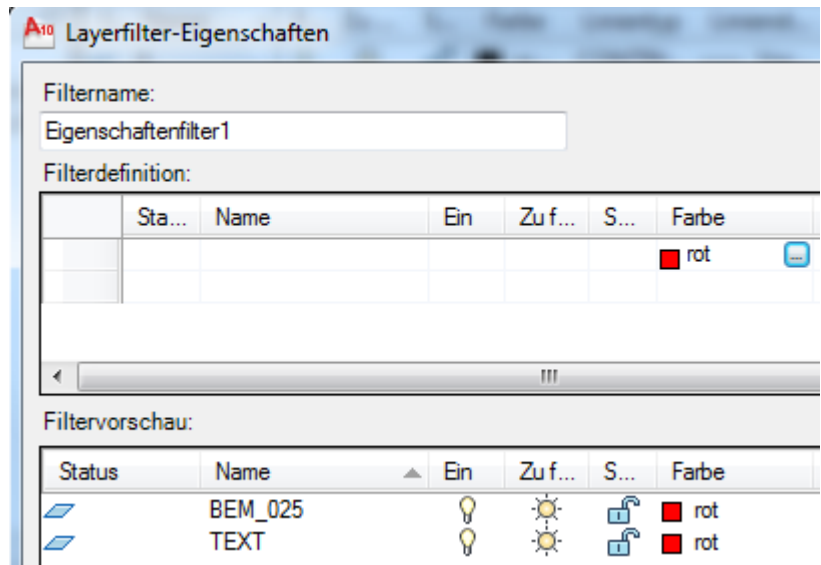 A10 Layerfilter-Eigenschaften
Filtername:
Eigenschaftenfilter1
Filterdefinition:
Sta... Name Ein Zu f... S... Farbe
rot ...
Filtervorschau:
Status Name Ein Zu f... S... Farbe
BEM_025 rot
TEXT rot